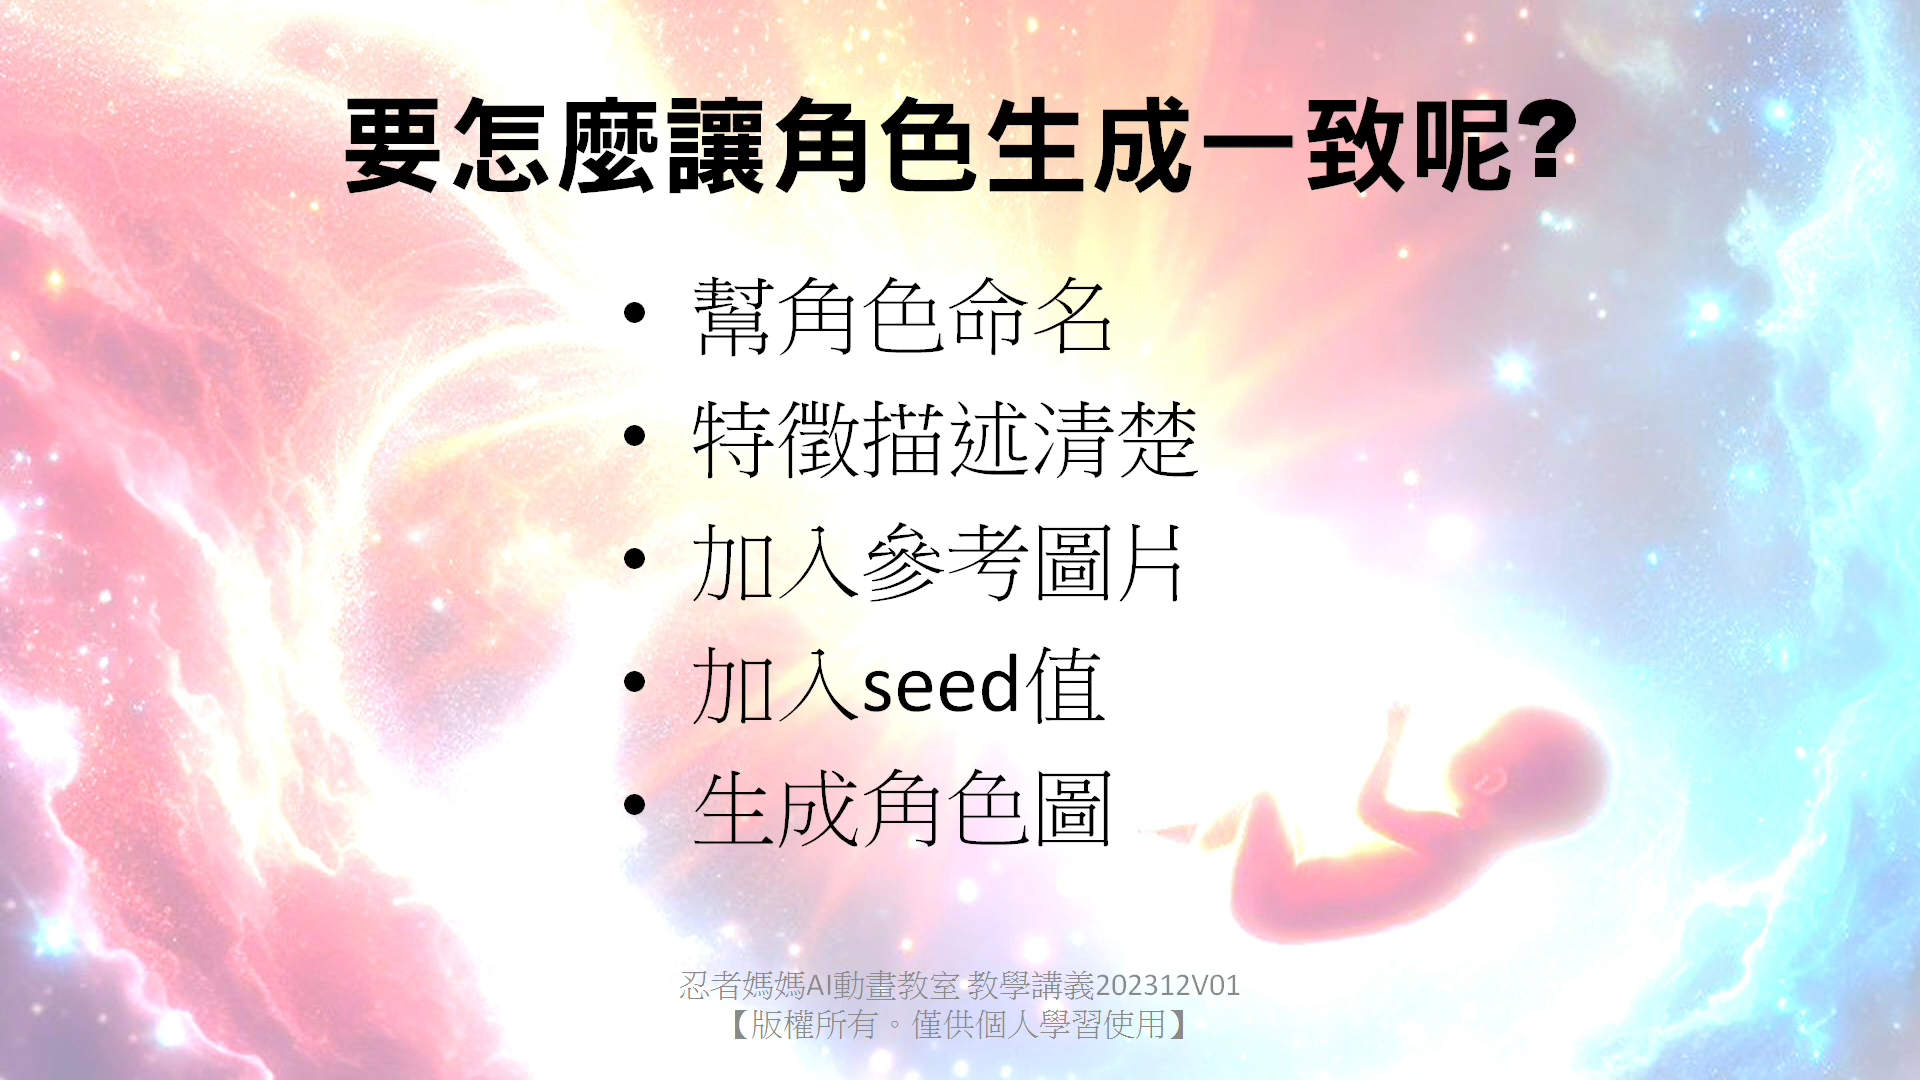 要怎麼讓角色生成一致呢?
• 幫角色命名
• 特徵描述清楚
• 加入參考圖片
• 加入seed值
• 生成角色圖
忍者媽媽AI動畫教室 教學講義202312V01
【版權所有。僅供個人學習使用】